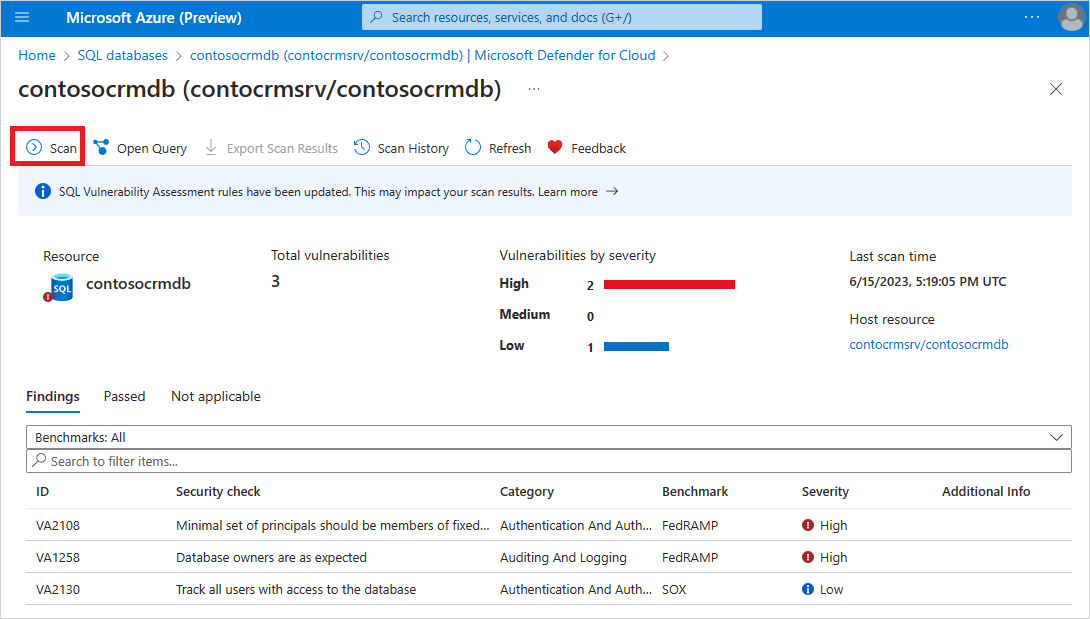 Microsoft Azure (Preview)
Search resources, services, and docs (G+/)
Home > SQL databases > contosocrmdb (contocrmsrv/contosocrmdb) | Microsoft Defender for Cloud >
contosocrmdb (contocrmsrv/contosocrmdb) ...
Scan Open Query Export Scan Results Scan History Refresh Feedback
SQL Vulnerability Assessment rules have been updated. This may impact your scan results. Learn more →
Resource Total vulnerabilities Vulnerabilities by severity Last scan time
SQL contosocrmdb 3 High 2 6/15/2023, 5:19:05 PM UTC
Medium 0 Host resource
Low 1 contocrmsrv/contosocrmdb
Findings Passed Not applicable
Benchmarks: All
Search to filter items...
ID Security check Category Benchmark Severity Additional Info
VA2108 Minimal set of principals should be members of fixed... Authentication And Auth... FedRAMP High
VA1258 Database owners are as expected Auditing And Logging FedRAMP High
VA2130 Track all users with access to the database Authentication And Auth... SOX Low